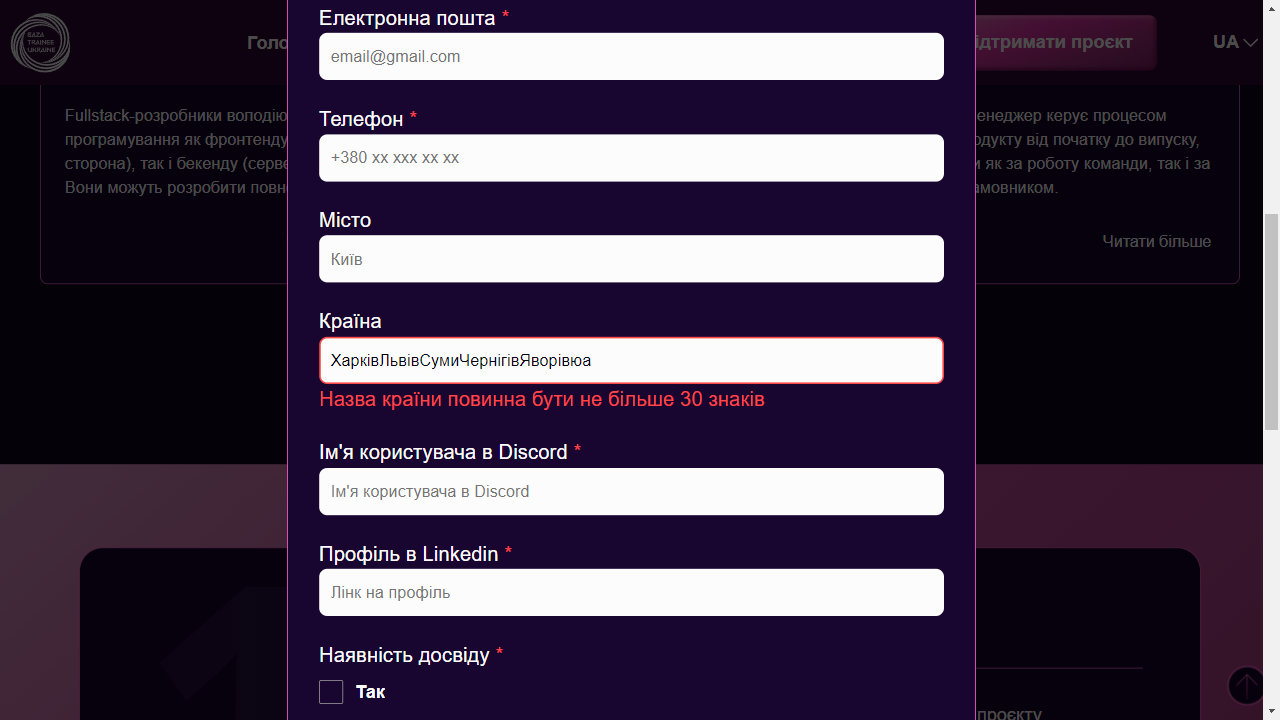 BAZA
TRAINEE
UKRAINE
Голо
ідтримати проєкт
UA
Електронна пошта *
email@gmail.com
Телефон *
+380 xx xxx xx xx
Місто
Київ
Країна
ХарківЛьвівСумиЧернігівЯворівюа
Назва країни повинна бути не більше 30 знаків
Ім'я користувача в Discord *
Ім'я користувача в Discord
Профіль в Linkedin *
Лінк на профіль
Наявність досвіду *
Так
Fullstack-розробники володію
програмування як фронтенду
сторона), так і бекенду (серве
Вони можуть розробити повн
енеджер керує процесом
одукту від початку до випуску,
и як за роботу команди, так і за
амовником.
Читати більше
1
проєкту